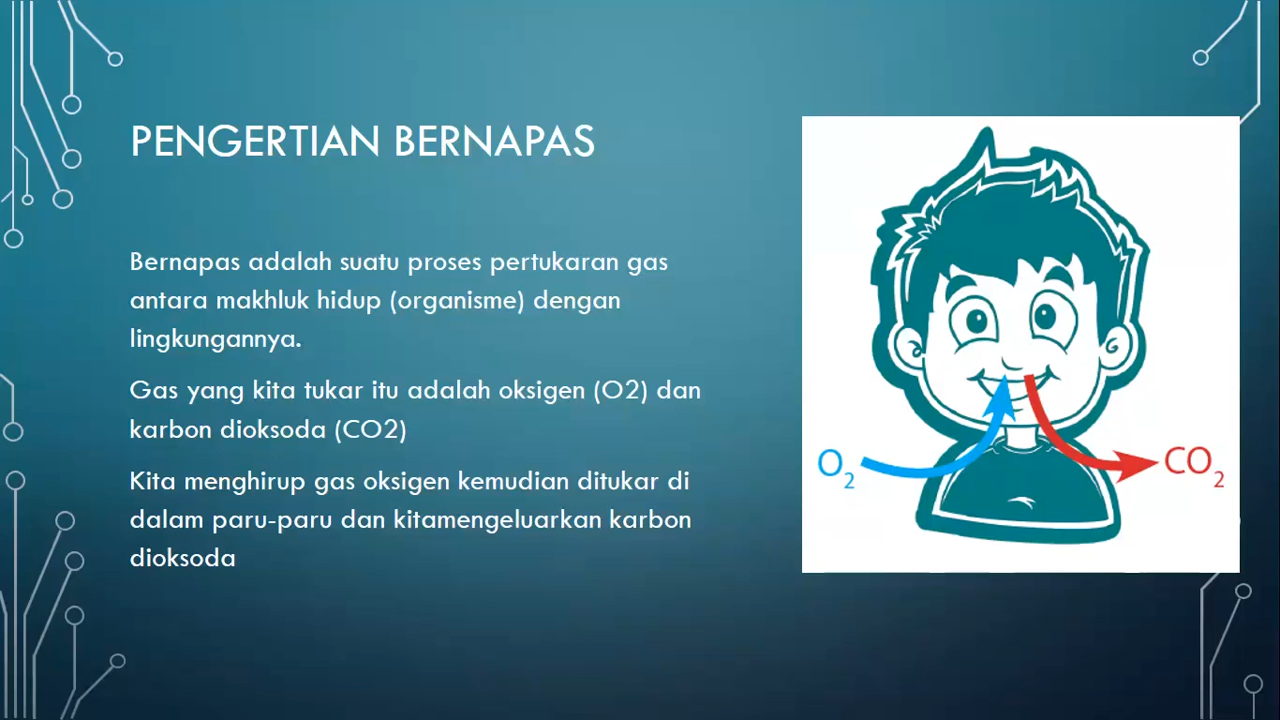 PENGERTIAN BERNAPAS
Bernapas adalah suatu proses pertukaran gas
antara makhluk hidup (organisme) dengan
lingkungannya.
Gas yang kita tukar itu adalah oksigen (O2) dan
karbon dioksoda (CO2)
Kita menghirup gas oksigen kemudian ditukar di
dalam paru-paru dan kitamengeluarkan karbon
dioksoda
O2
CO2